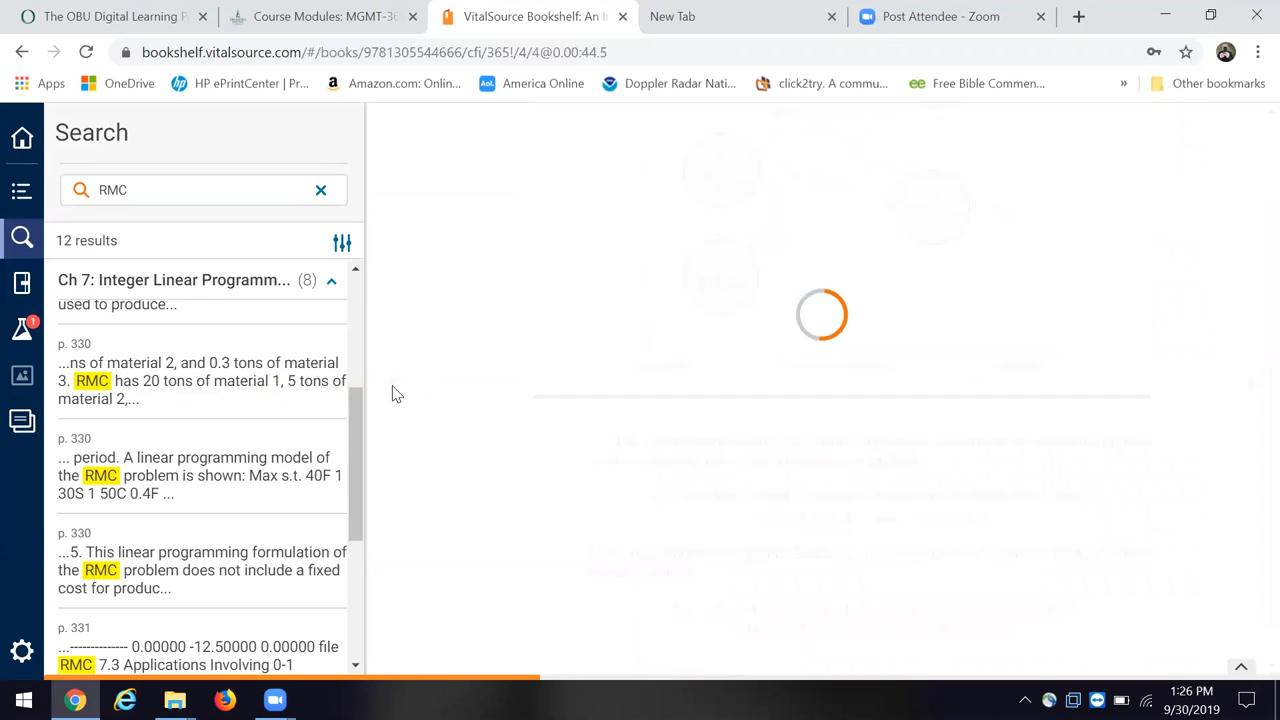 The OBU Digital Learning P
Course Modules: MGMT-36
VitalSource Bookshelf: An I
New Tab
Post Attendee - Zoom
bookshelf.vitalsource.com/#/books/9781305544666/cfi/365!/4/4@0.00:44.5
Apps
OneDrive
HP ePrintCenter | Pr...
Amazon.com: Onlin...
Aol.
America Online
Doppler Radar Nati...
click2try. A commu...
ee
Free Bible Commen...
»
Other bookmarks
Search
RMC
12 results
Ch 7: Integer Linear Programm... (8)
used to produce...
p. 330
...ns of material 2, and 0.3 tons of material
3. RMC has 20 tons of material 1, 5 tons of
material 2,...
p. 330
... period. A linear programming model of
the RMC problem is shown: Max s.t. 40F 1
30S 1 50C 0.4F ...
p. 330
...5. This linear programming formulation of
the RMC problem does not include a fixed
cost for produc...
p. 331
...-------------- 0.00000 -12.50000 0.00000 file
RMC 7.3 Applications Involving 0-1
1
1:26 PM
9/30/2019